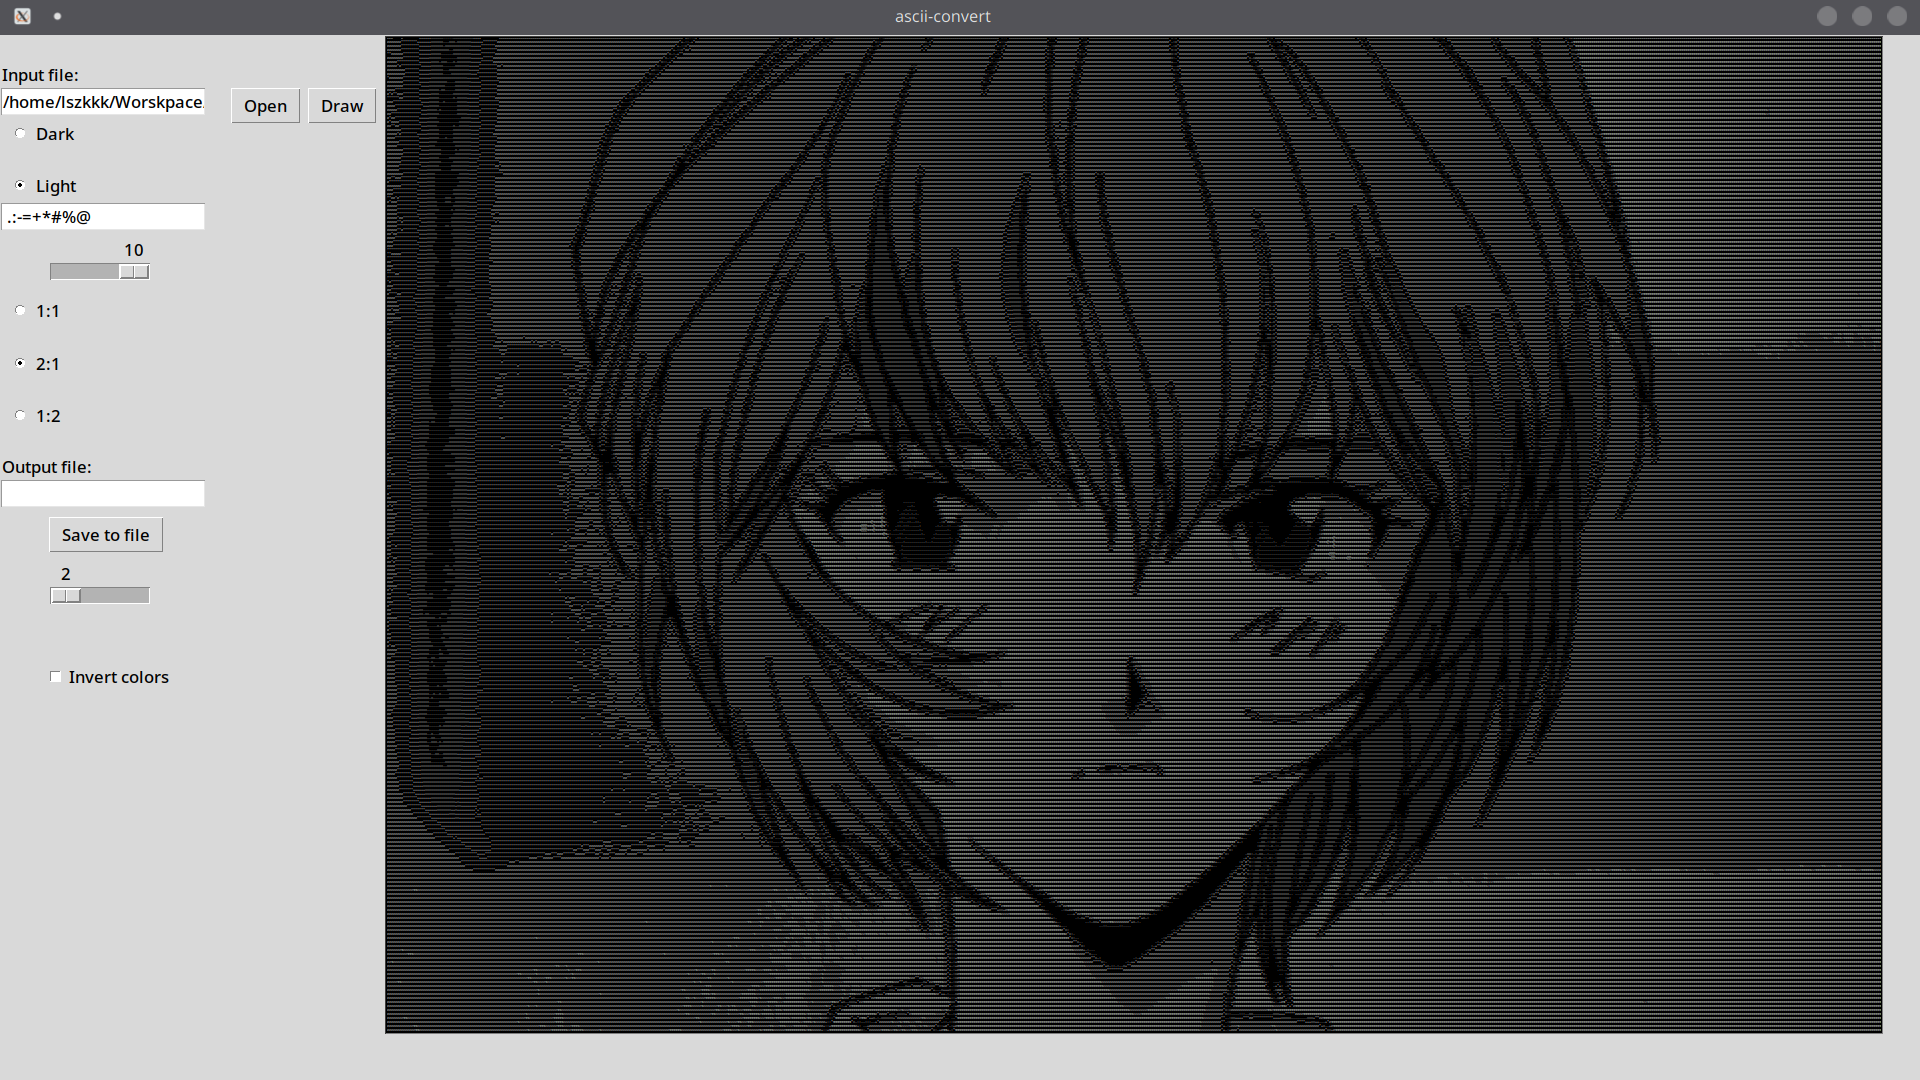 ascii-convert
Input file:
/home/lszkkk/Worskpace
Open
Draw
Dark
Light
.:-=+*#%@
10
1:1
2:1
1:2
Output file:
Save to file
2
Invert colors